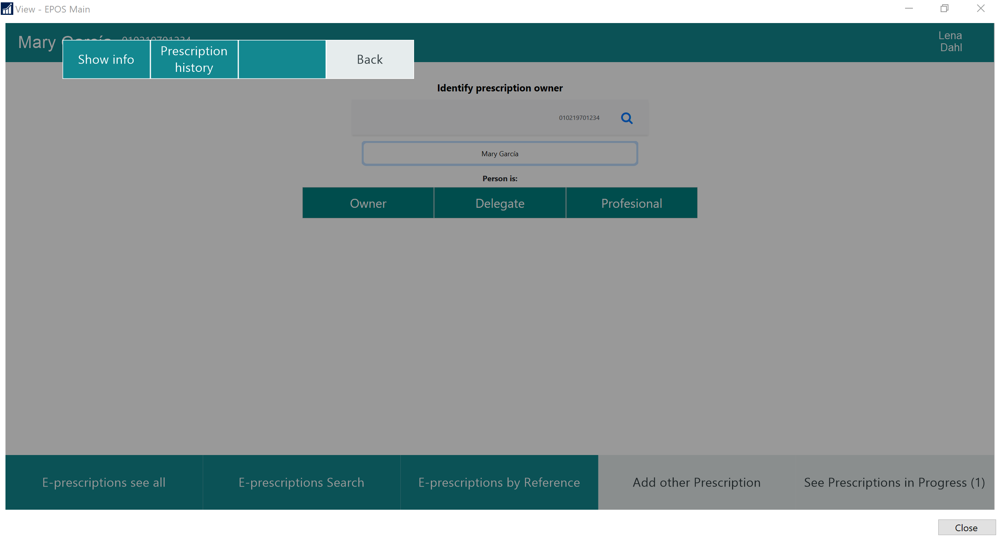 View - EPOS Main
Mary García 010219701234
Lena
Dahl
Show info
Prescription
history
Back
Identify prescription owner
010219701234
Mary García
Person is:
Owner Delegate Profesional
E-prescriptions see all E-prescriptions Search E-prescriptions by Reference Add other Prescription See Prescriptions in Progress (1)
Close